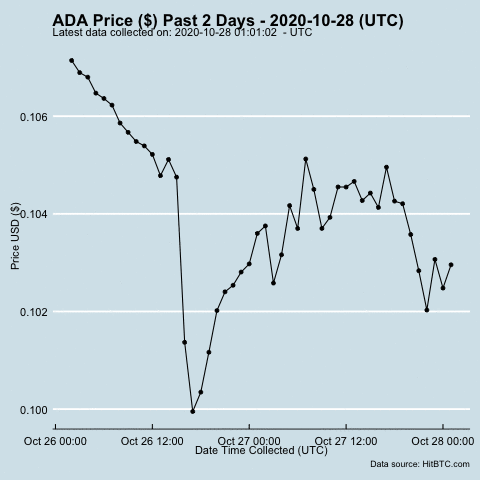 ADA Price ($) Past 2 Days - 2020-10-28 (UTC)
Latest data collected on: 2020-10-28 01:01:02  - UTC
0.106
0.104
0.102
0.100
Price USD ($)
Oct 26 00:00 Oct 26 12:00 Oct 27 00:00 Oct 27 12:00 Oct 28 00:00
Date Time Collected (UTC)
Data source: HitBTC.com